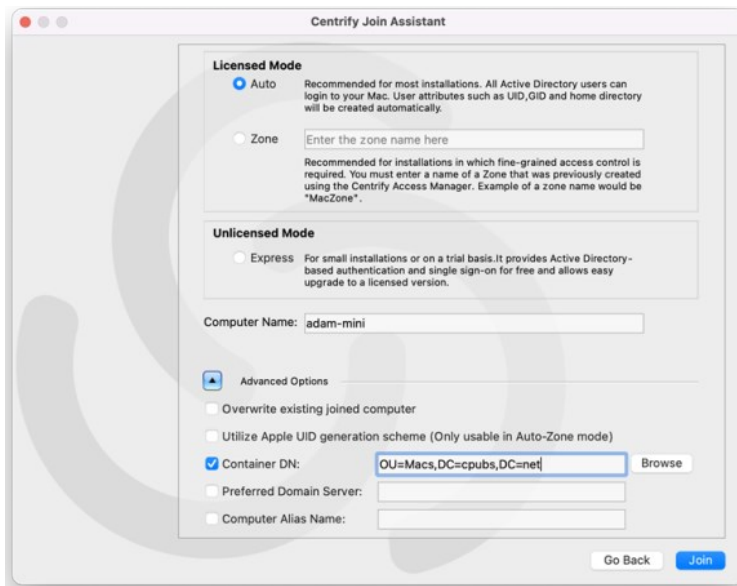 Centrify Join Assistant
Licensed Mode
Auto
Recommended for most installations. All Active Directory users can
login to your Mac. User attributes such as UID,GID and home directory
will be created automatically.
Zone
Enter the zone name here
Recommended for installations in which fine-grained access control is
required. You must enter a name of a Zone that was previously created
using the Centrify Access Manager. Example of a zone name would be
"MacZone".
Unlicensed Mode
Express
For small installations or on a trial basis.It provides Active Directory-
based authentication and single sign-on for free and allows easy
upgrade to a licensed version.
Computer Name: adam-mini
Advanced Options
Overwrite existing joined computer
Utilize Apple UID generation scheme (Only usable in Auto-Zone mode)
Container DN: OU=Macs,DC=cpubs,DC=net Browse
Preferred Domain Server:
Computer Alias Name:
Go Back Join